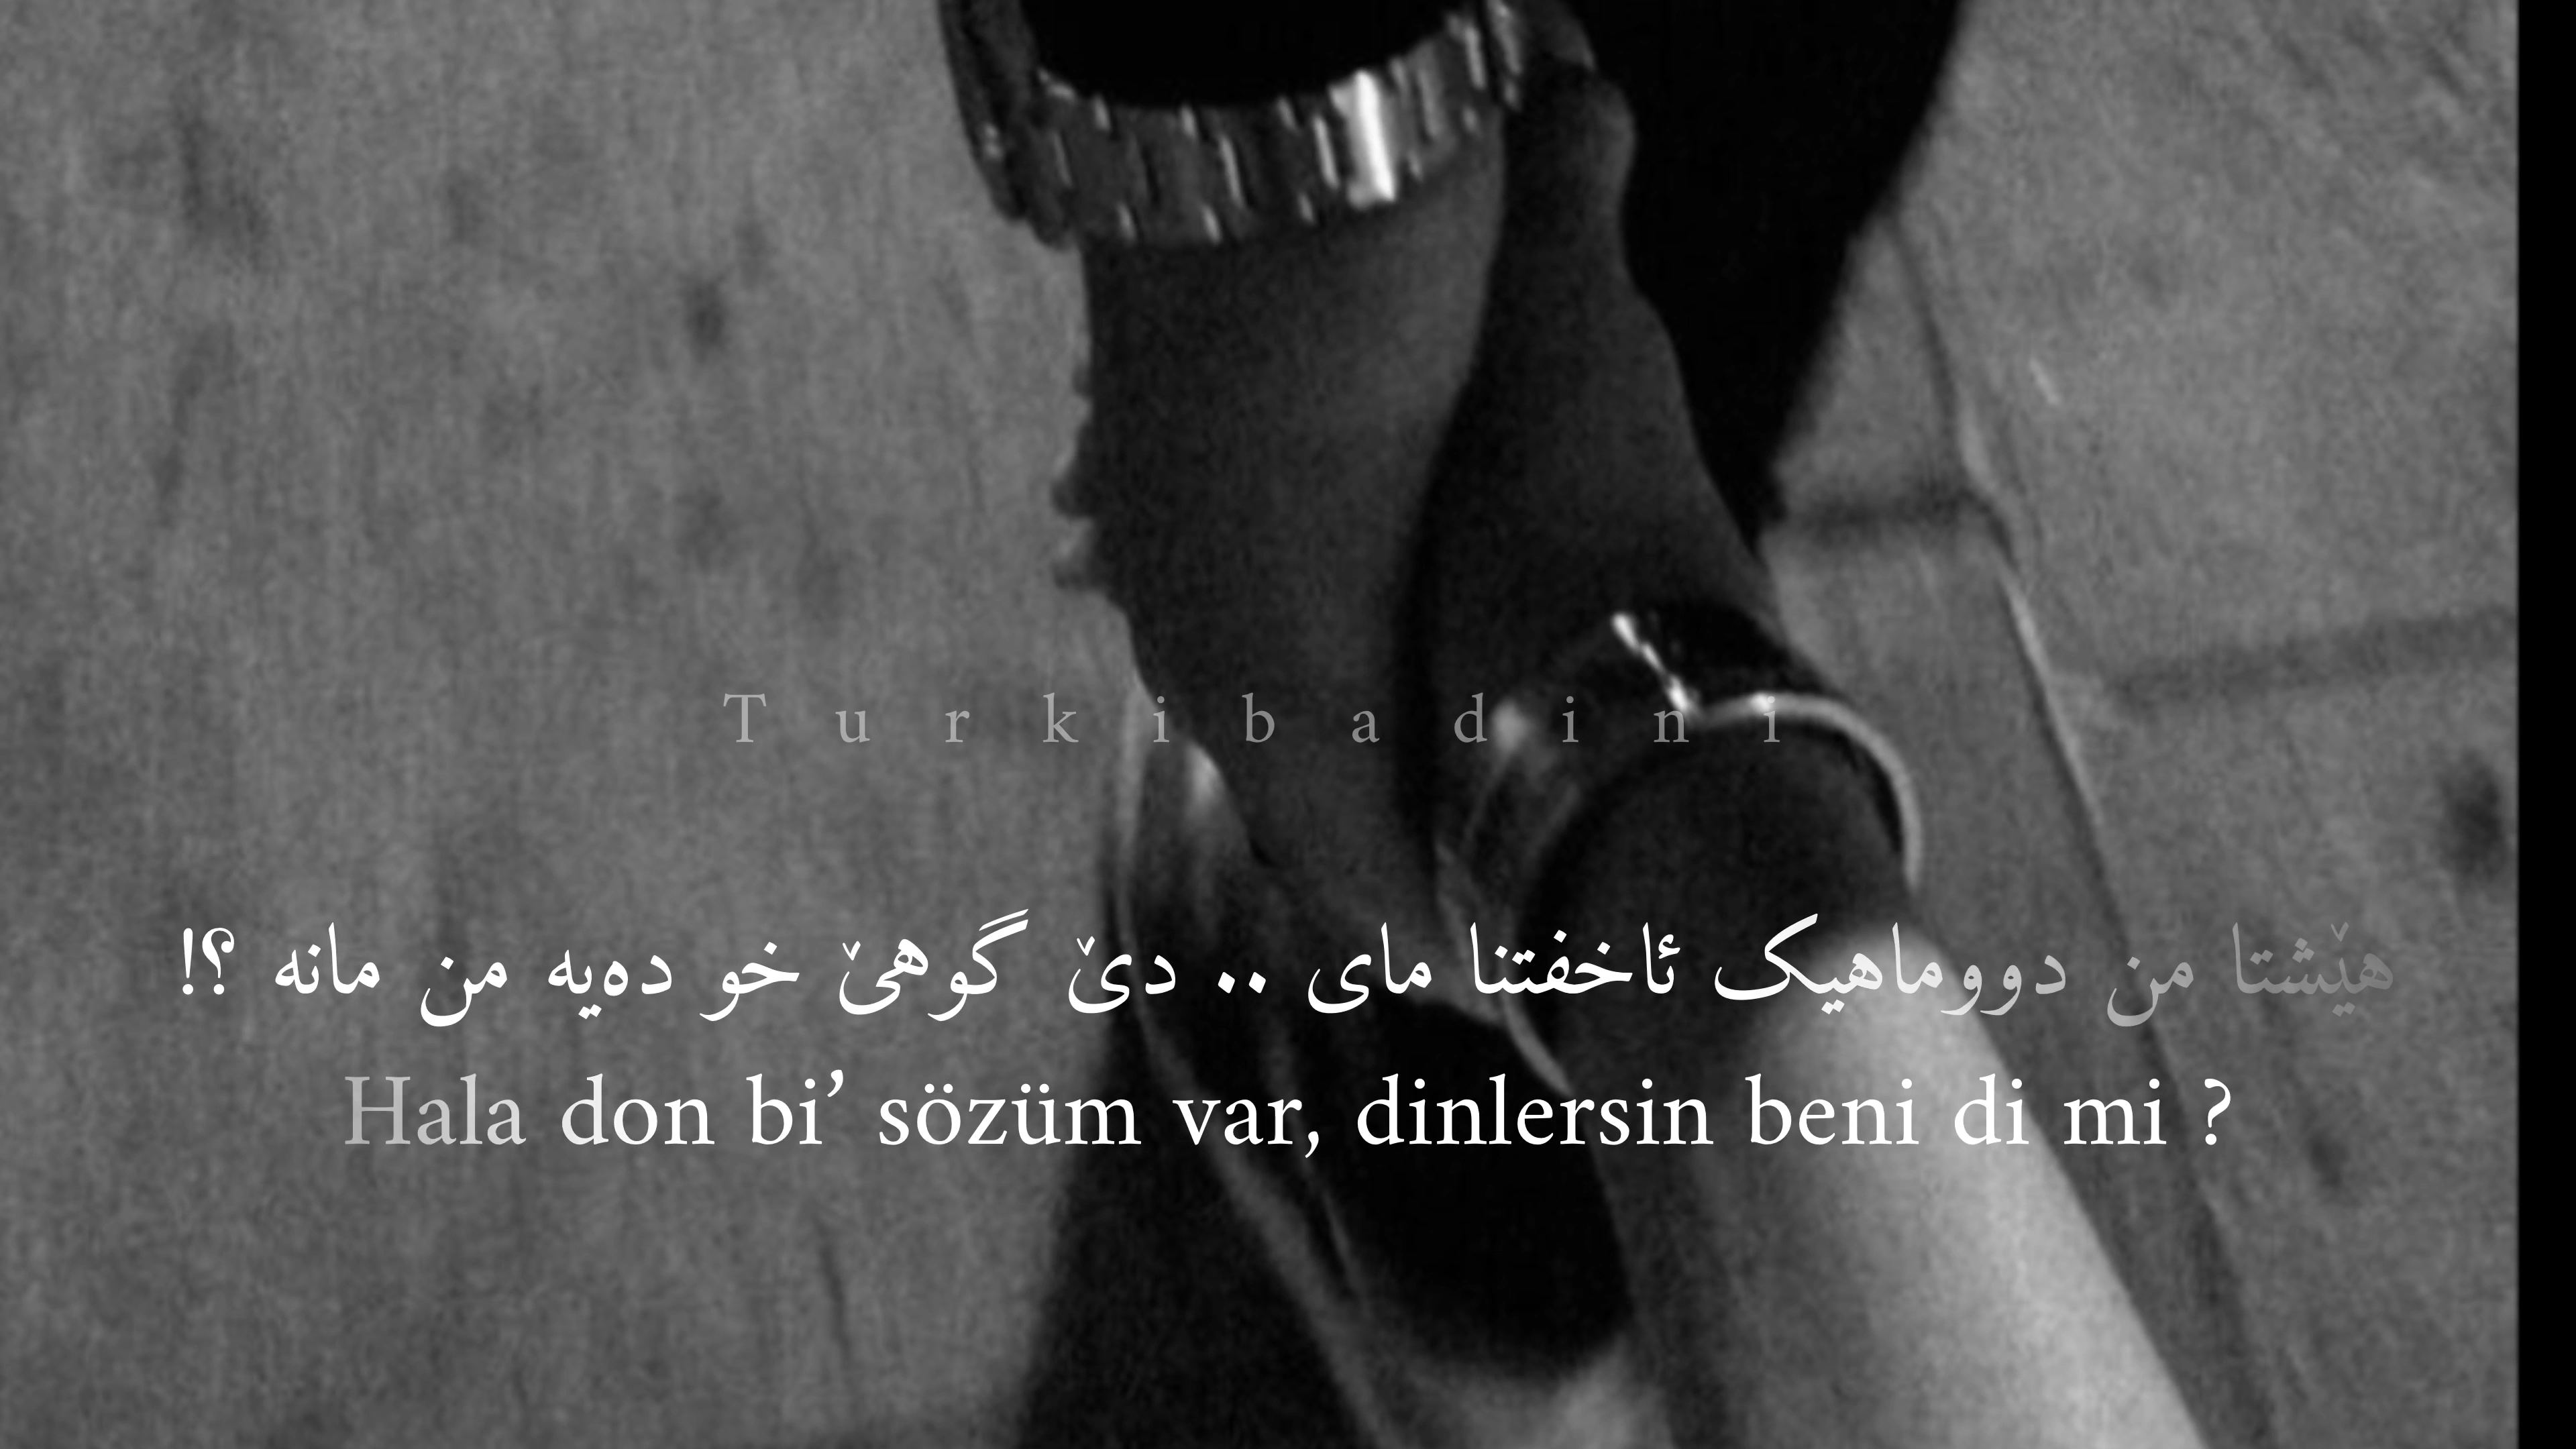 Turkibadini
هێشتا من دووماهیک ئاخفتنا مای .. دێ گوهێ خو دەیە من مانە ؟!
Hala don bi’ sözüm var, dinlersin beni di mi ?